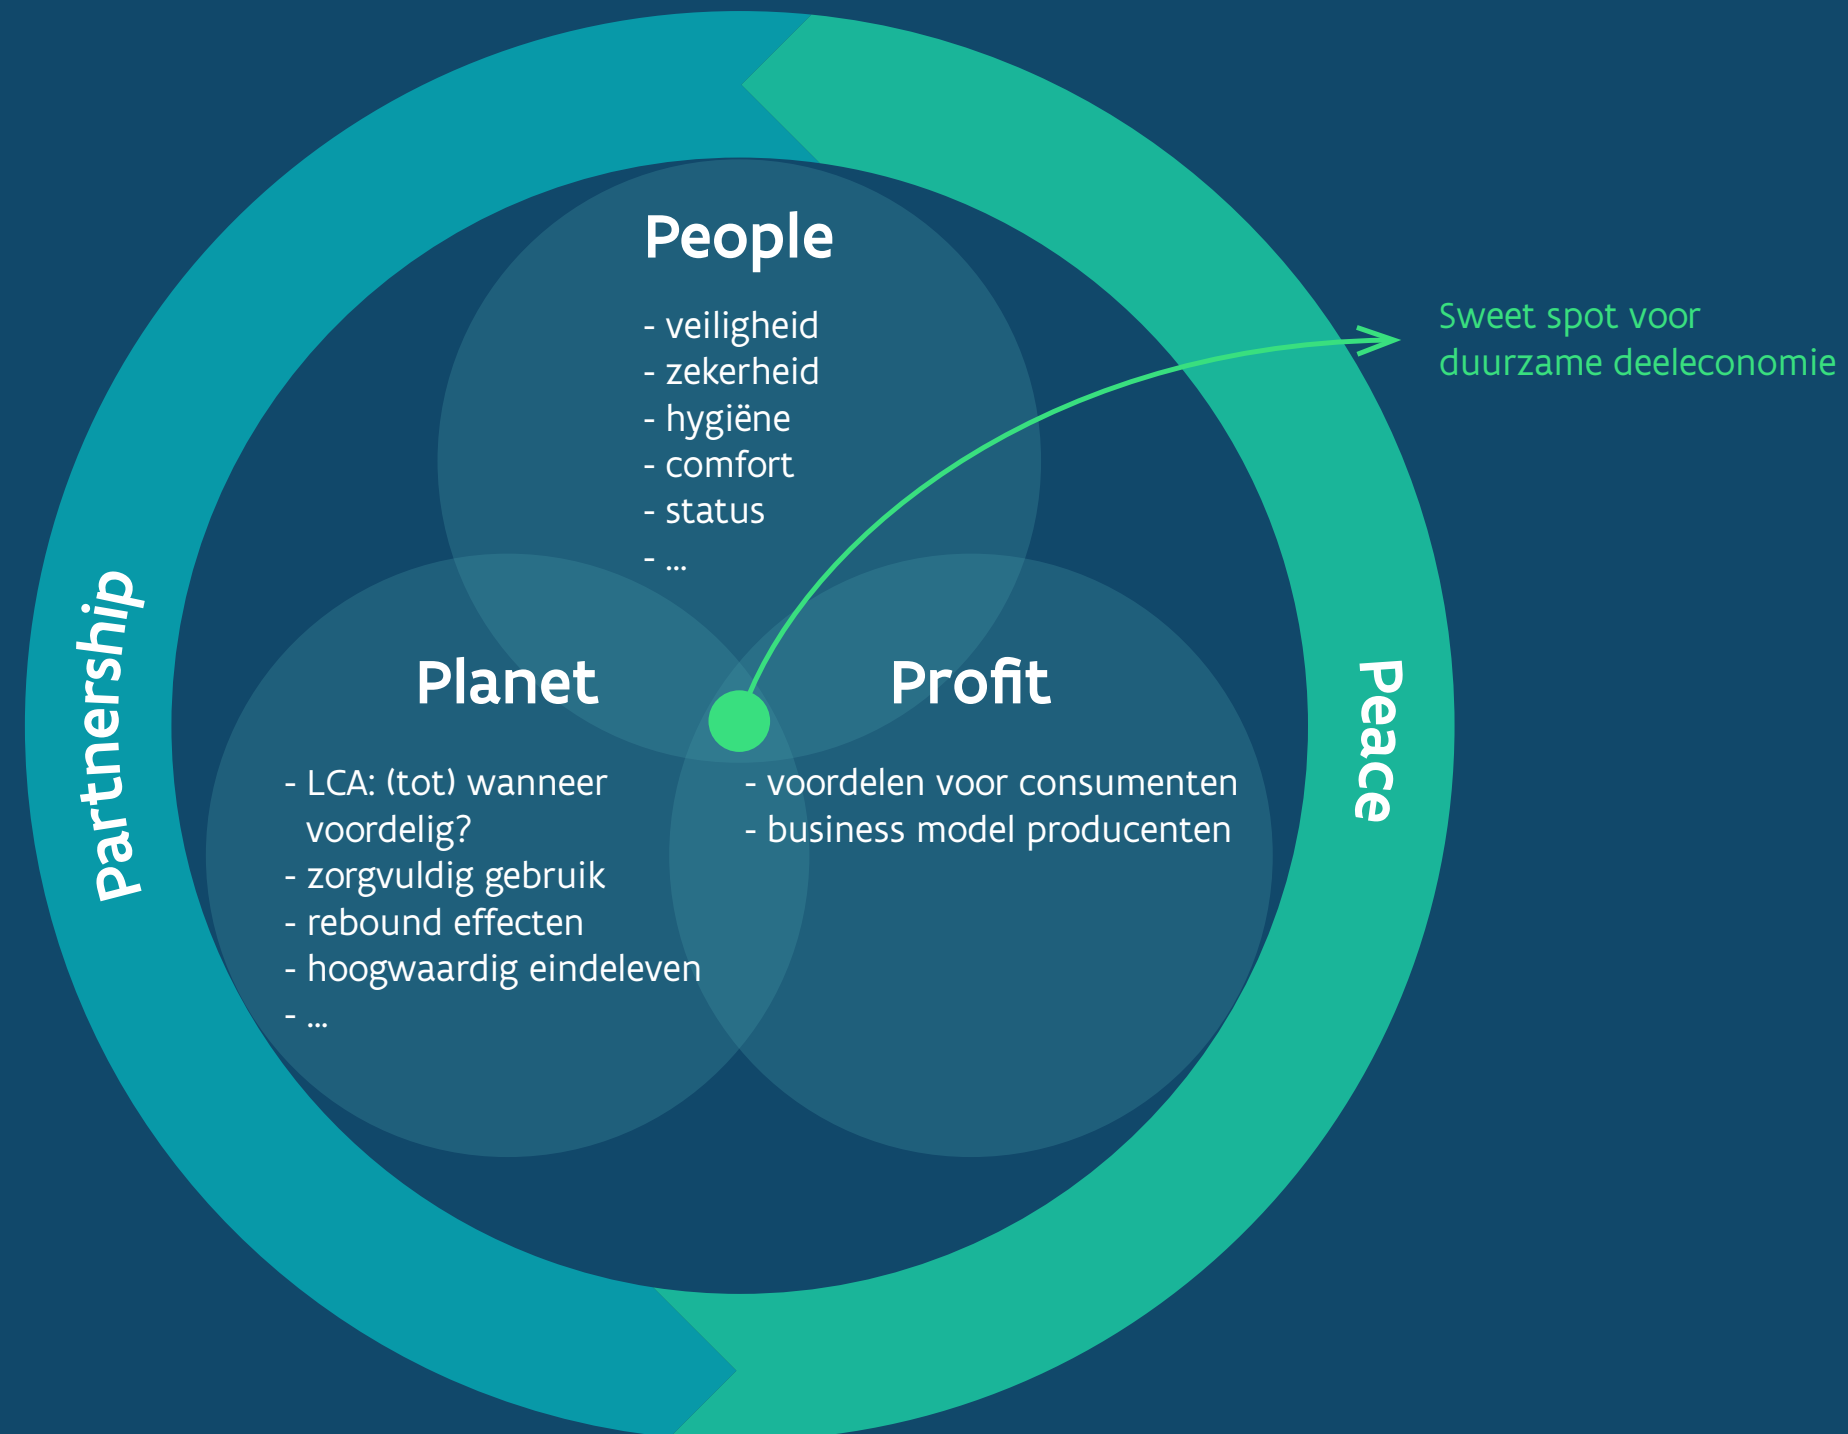 People
- veiligheid
- zekerheid
- hygiëne
- comfort
- status
- ...
Sweet spot voor
duurzame deeleconomie
Partnership
Planet
- LCA: (tot) wanneer
voordelig?
- zorgvuldig gebruik
- rebound effecten
- hoogwaardig eindeleven
- ...
Profit
- voordelen voor consumenten
- business model producenten
Peace